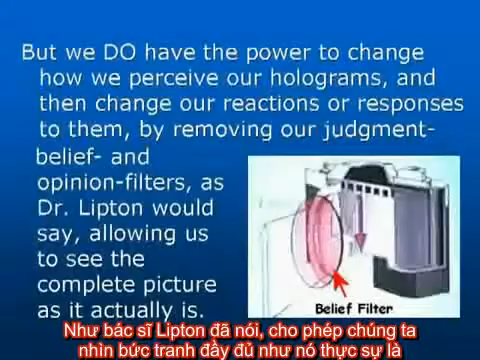 But we DO have the power to change
how we perceive our holograms, and
then change our reactions or responses
to them, by removing our judgment-
belief- and
opinion-filters, as
Dr. Lipton would
say, allowing us
to see the
complete picture
as it actually is.
Belief Filter
Như bác sĩ Lipton đã nói, cho phép chúng ta
nhìn bức tranh đầy đủ như nó thực sự là